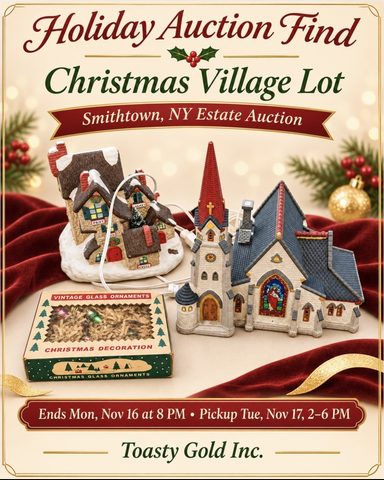 Holiday Auction Find
Christmas Village Lot
Smithtown, NY Estate Auction
VINTAGE GLASS ORNAMENTS
CHRISTMAS DECORATION
CHRISTMAS GLASS ORNAMENTS
Ends Mon, Nov 16 at 8 PM • Pickup Tue, Nov 17, 2–6 PM
Toasty Gold Inc.